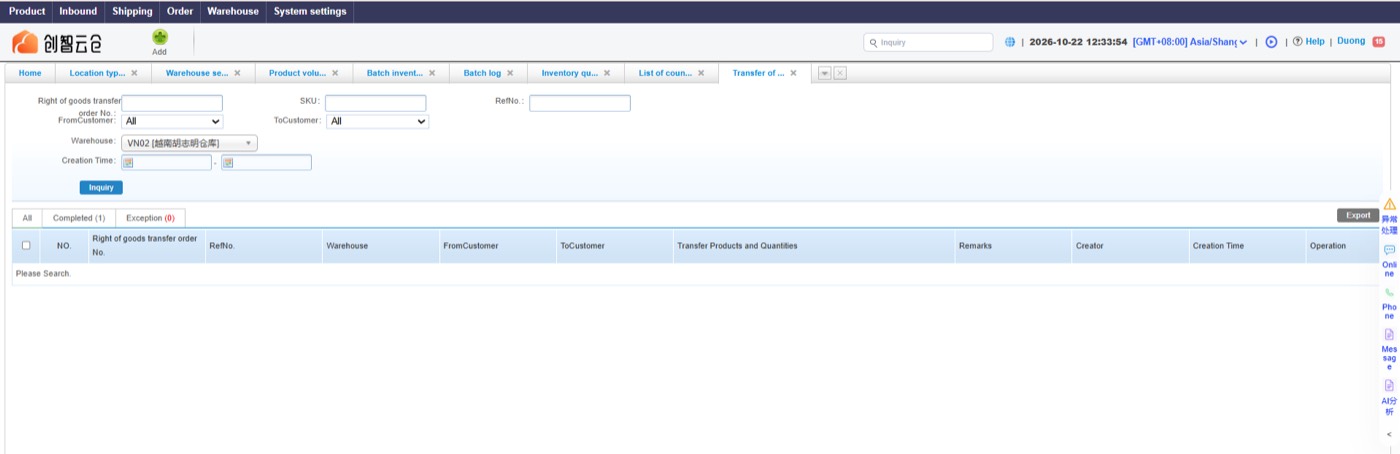 Product Inbound Shipping Order Warehouse System settings
创智云仓
Add
Inquiry
2026-10-22 12:33:54 [GMT+08:00] Asia/Shang
Help Duong 15
Home Location typ... Warehouse se... Product volu... Batch invent... Batch log Inventory qu... List of coun... Transfer of ...
Right of goods transfer order No.: SKU: RefNo.:
FromCustomer: All ToCustomer: All
Warehouse: VN02 [越南胡志明仓库]
Creation Time: -
Inquiry
All Completed (1) Exception (0)
Export
NO. Right of goods transfer order No. RefNo. Warehouse FromCustomer ToCustomer Transfer Products and Quantities Remarks Creator Creation Time Operation
Please Search.
异常
处理
Onli
ne
Pho
ne
Mes
sag
e
AI分
析
<